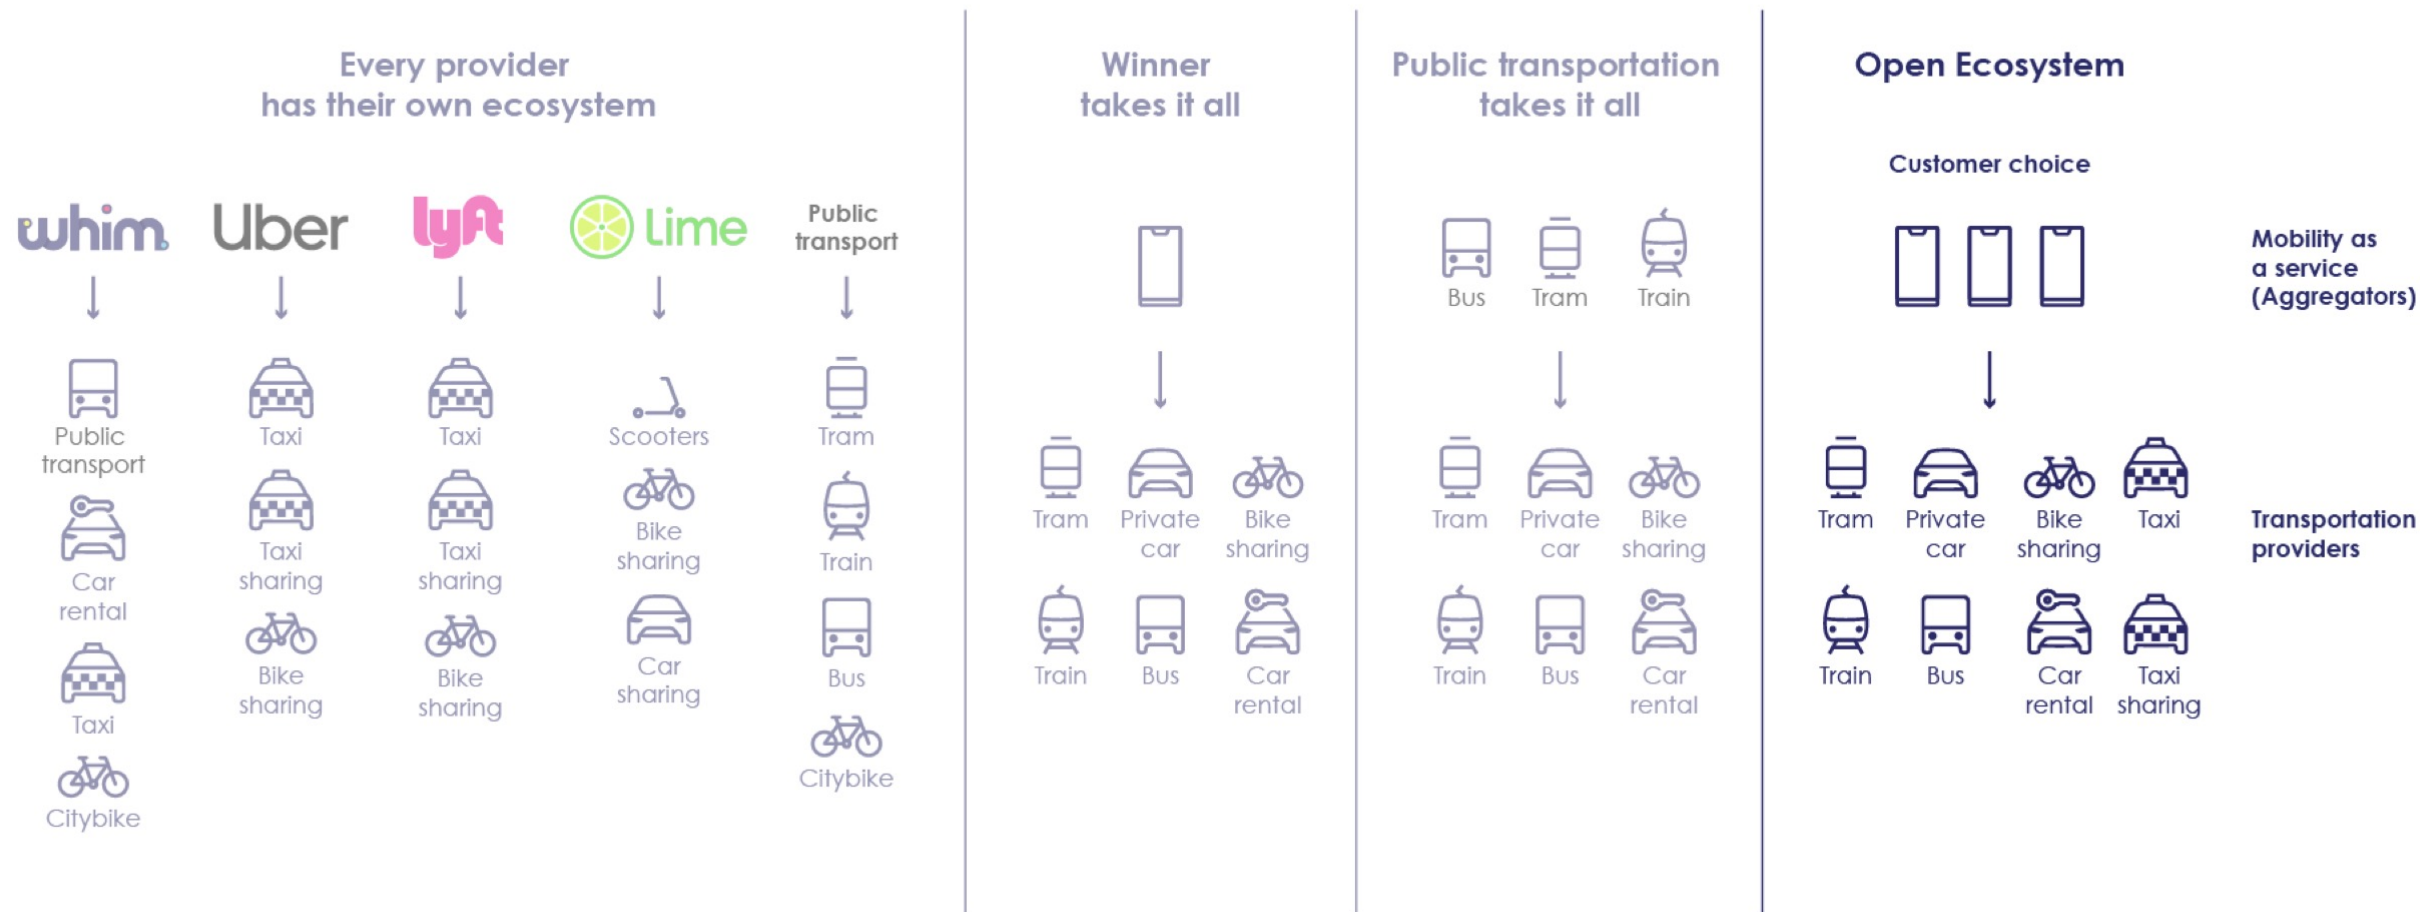 Every provider
has their own ecosystem
whim
Public
transport
Car
rental
Taxi
Citybike
Uber
Taxi
Taxi
sharing
Bike
sharing
lyft
Taxi
Taxi
sharing
Bike
sharing
Lime
Scooters
Bike
sharing
Car
sharing
Public
transport
Tram
Train
Bus
Citybike
Winner
takes it all
Tram
Private
car
Bike
sharing
Train
Bus
Car
rental
Public transportation
takes it all
Bus
Tram
Train
Tram
Private
car
Bike
sharing
Train
Bus
Car
rental
Open Ecosystem
Customer choice
Mobility as
a service
(Aggregators)
Tram
Private
car
Bike
sharing
Taxi
Transportation
providers
Train
Bus
Car
rental
Taxi
sharing